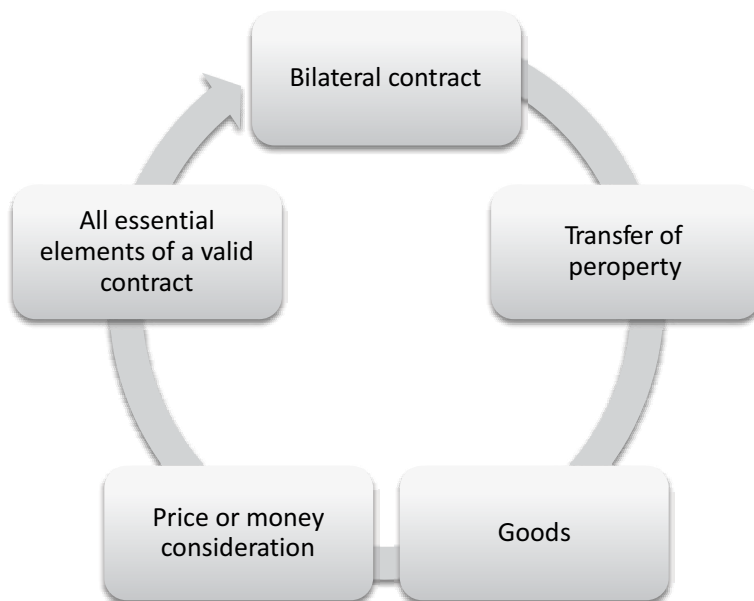 Bilateral contract
Transfer of
peroperty
Goods
Price or money
consideration
All essential
elements of a valid
contract